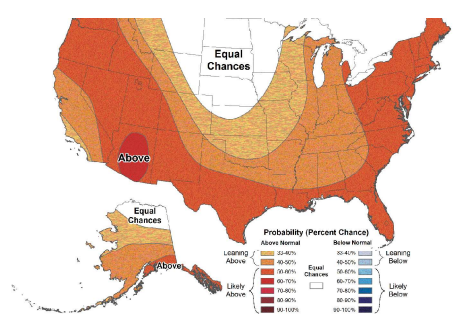 Equal
Chances
Above
Equal
Chances
Above
Probability (Percent Chance)
Above Normal
Below Normal
Leaning
Above
33-40%
40-50%
Likely
Above
50-60%
60-70%
70-80%
80-90%
90-100%
Equal
Chances
33-40%
40-50%
Leaning
Below
50-60%
60-70%
70-80%
80-90%
90-100%
Likely
Below